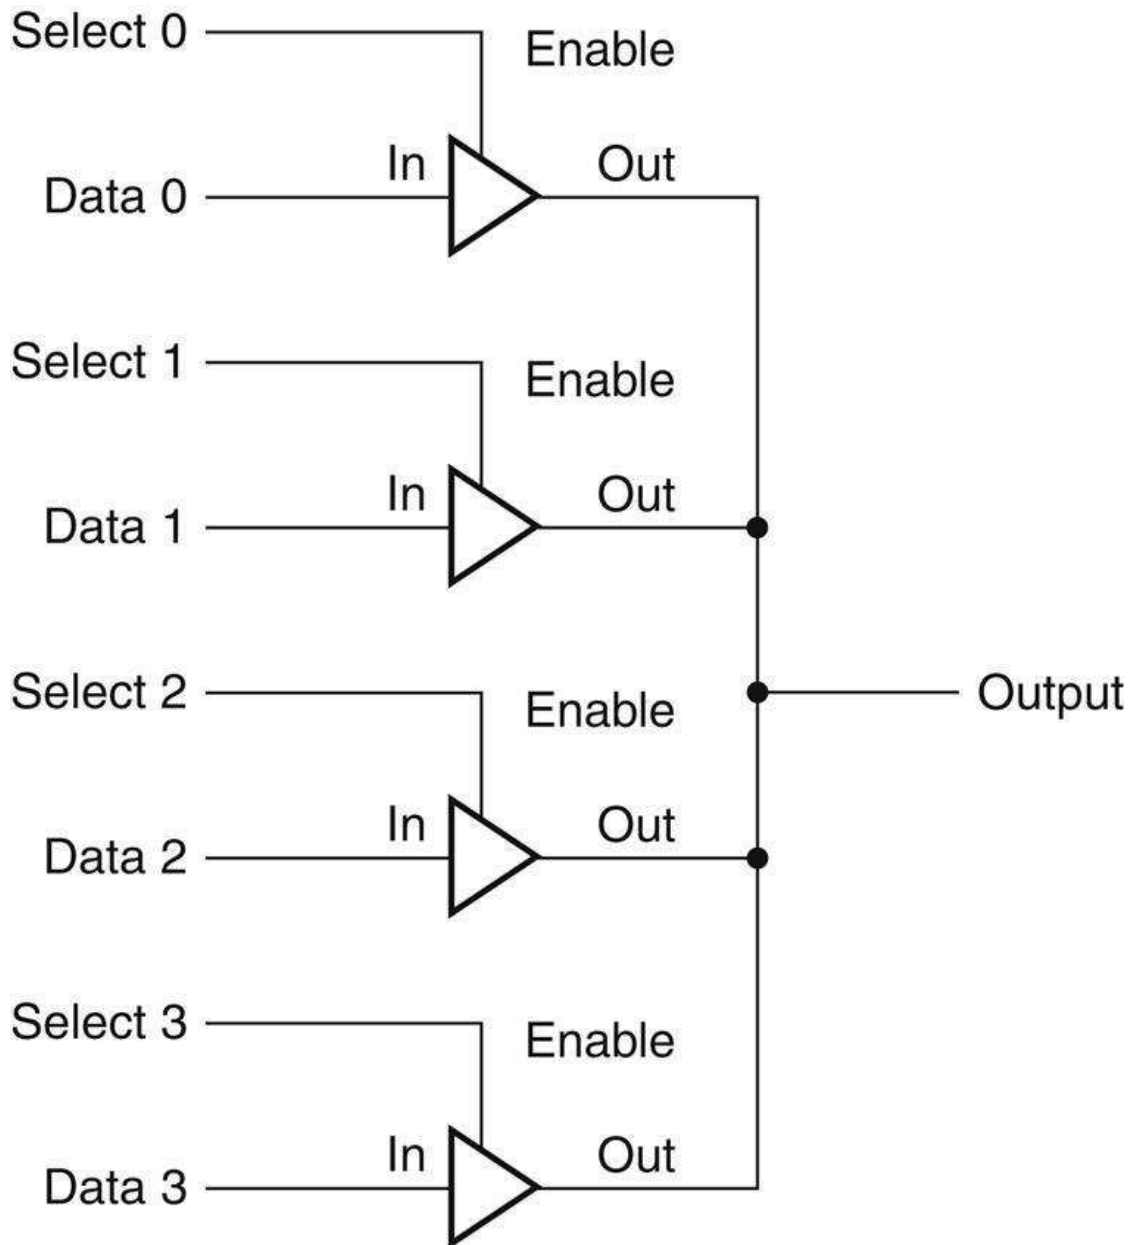 Select 0
Enable
In
Out
Data 0
Select 1
Enable
In
Out
Data 1
Select 2
Enable
Output
In
Out
Data 2
Select 3
Enable
In
Out
Data 3